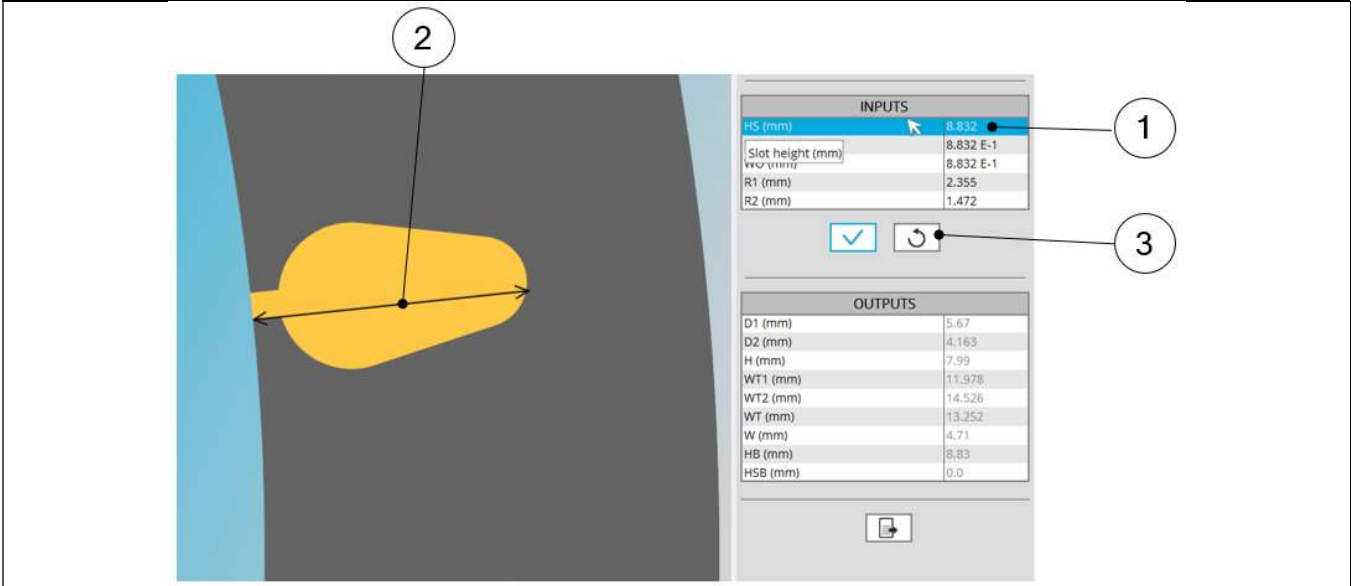 2
INPUTS
HS (mm) 8.832
Slot height (mm) 8.832 E-1
WO (mm) 8.832 E-1
R1 (mm) 2.355
R2 (mm) 1.472
1
3
OUTPUTS
D1 (mm) 5.67
D2 (mm) 4.163
H (mm) 7.99
WT1 (mm) 11.978
WT2 (mm) 14.526
WT (mm) 13.252
W (mm) 4.71
HB (mm) 8.83
HSB (mm) 0.0